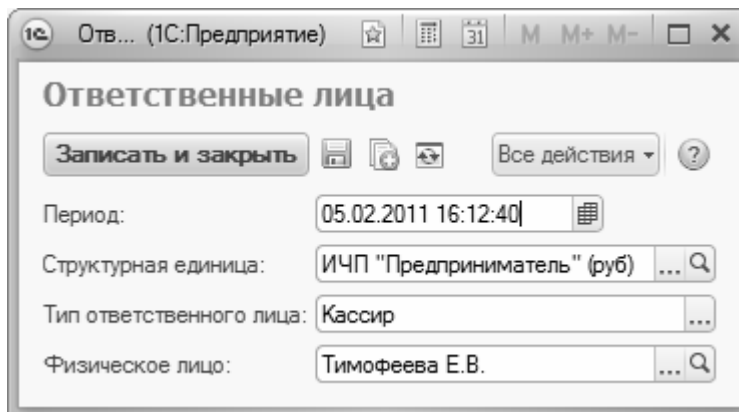 1С Отв... (1С:Предприятие) 31 M M+ M-
Ответственные лица
Записать и закрыть Все действия ?
Период: 05.02.2011 16:12:40
Структурная единица: ИЧП "Предприниматель" (руб) ...
Тип ответственного лица: Кассир ...
Физическое лицо: Тимофеева Е.В. ...